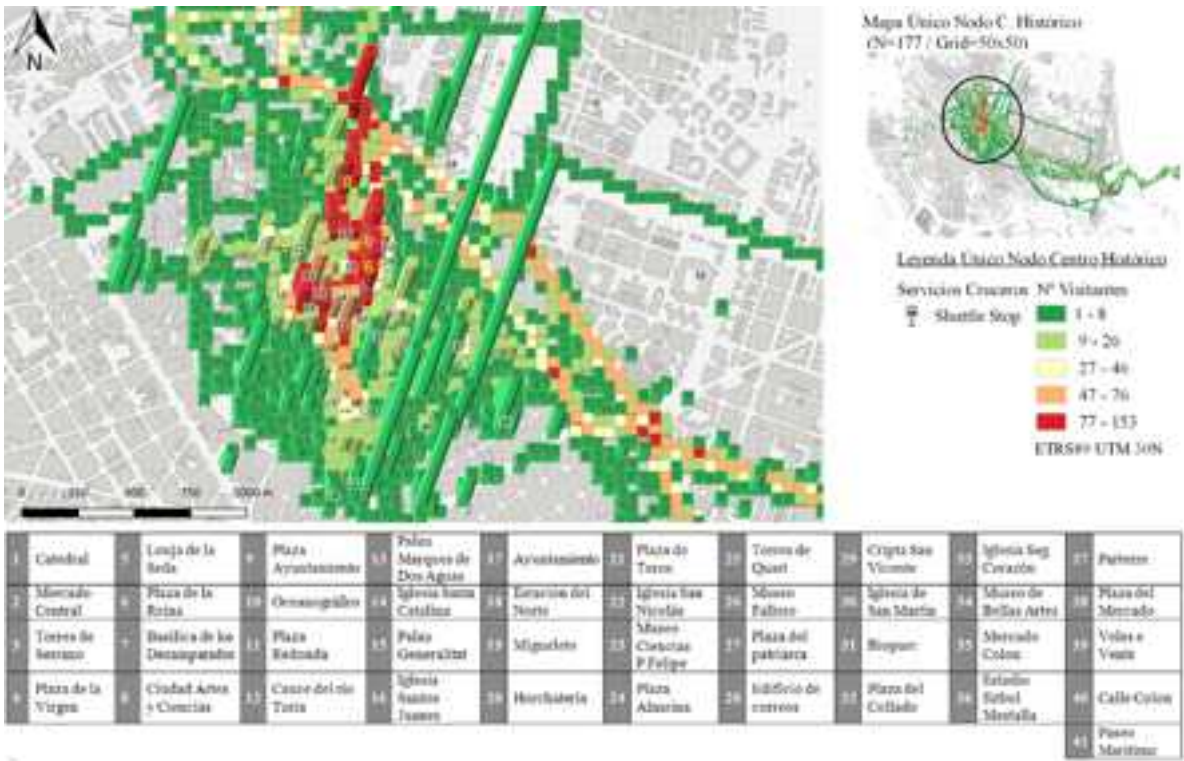 N
Mapa Único Nodo C. Histórico
(N=177 / Grid=50x50)
Leyenda Único Nodo Centro Histórico
Servicios Cruceros Nº Visitantes
Shuttle Stop
1 - 8
9 - 26
27 - 46
47 - 76
77 - 153
ETRS89 UTM 30N
0 750 1000 m
1 Catedral
5 Lonja de la
Seda
9 Plaza
Ayuntamiento
13 Palau
Marques de
Dos Aguas
17 Ayuntamiento
21 Plaza de
Toros
25 Torres de
Quart
29 Cripta San
Vicente
33 Iglesia Sag
Corazón
37
2 Mercado
Central
6 Plaza de la
Reina
10 Oceanográfico
14 Iglesia Santa
Catalina
18 Estación del
Norte
22 Iglesia San
Nicolás
26 Museo
Fallero
30 Iglesia de
San Martín
34 Museo de
Bellas Artes
38 Plaza del
Mercado
3 Torres de
Serrano
7 Basílica de los
Desamparados
11 Plaza
Redonda
15 Palau
Generalitat
19 Miguelete
23 Museo
Ciencias
P.Felipe
27 Plaza del
patriarca
31 Bioparc
35 Mercado
Colon
39 Veles e
Vents
4 Plaza de la
Virgen
8 Ciudad Artes
y Ciencias
12 Cauce del río
Turia
16 Iglesia
Santos
Juanes
20 Horchatería
24 Plaza
Almoina
28 Edificio de
correos
32 Plaza del
Collado
36 Estadio
fútbol
Mestalla
40 Calle Colon
41 Paseo
Marítimo